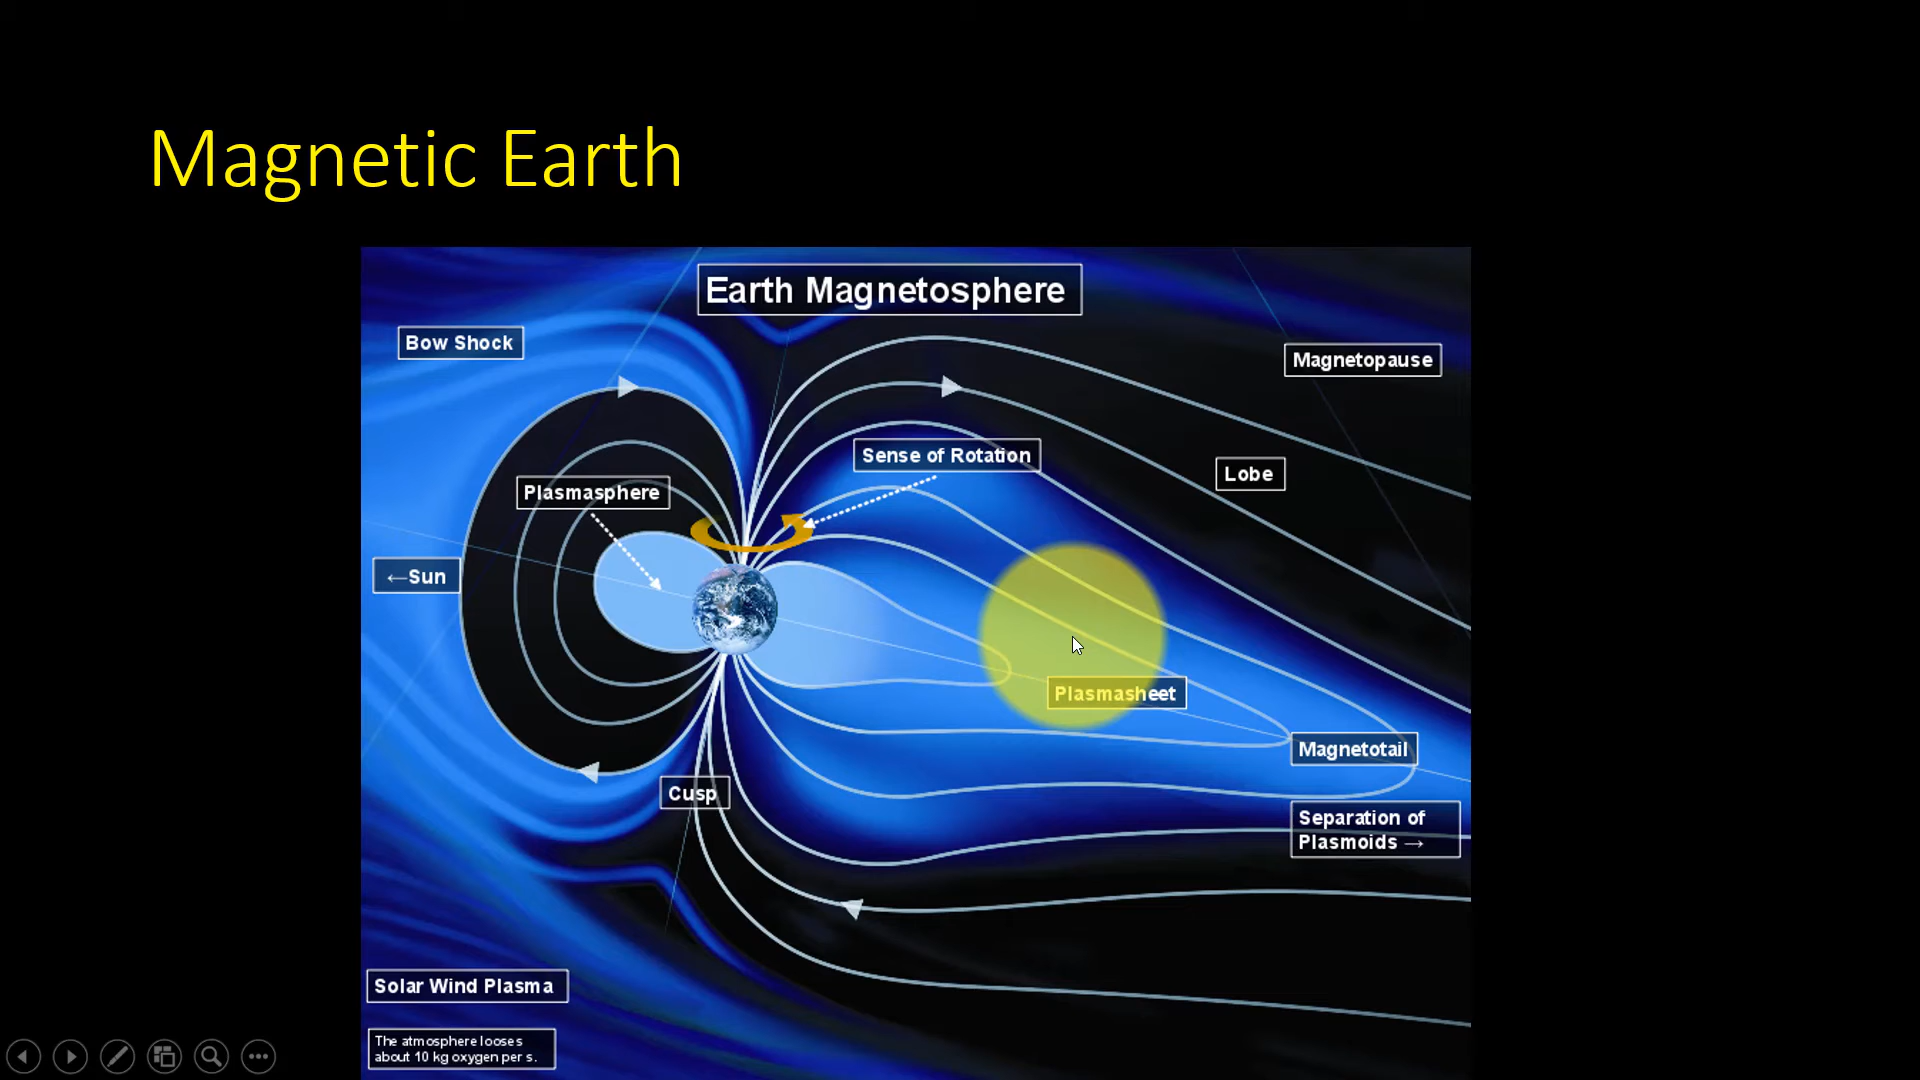 Magnetic Earth
Earth Magnetosphere
Bow Shock
Magnetopause
Sense of Rotation
Lobe
Plasmasphere
←Sun
Plasmasheet
Magnetotail
Cusp
Separation of
Plasmoids →
Solar Wind Plasma
The atmosphere looses
about 10 kg oxygen per s.